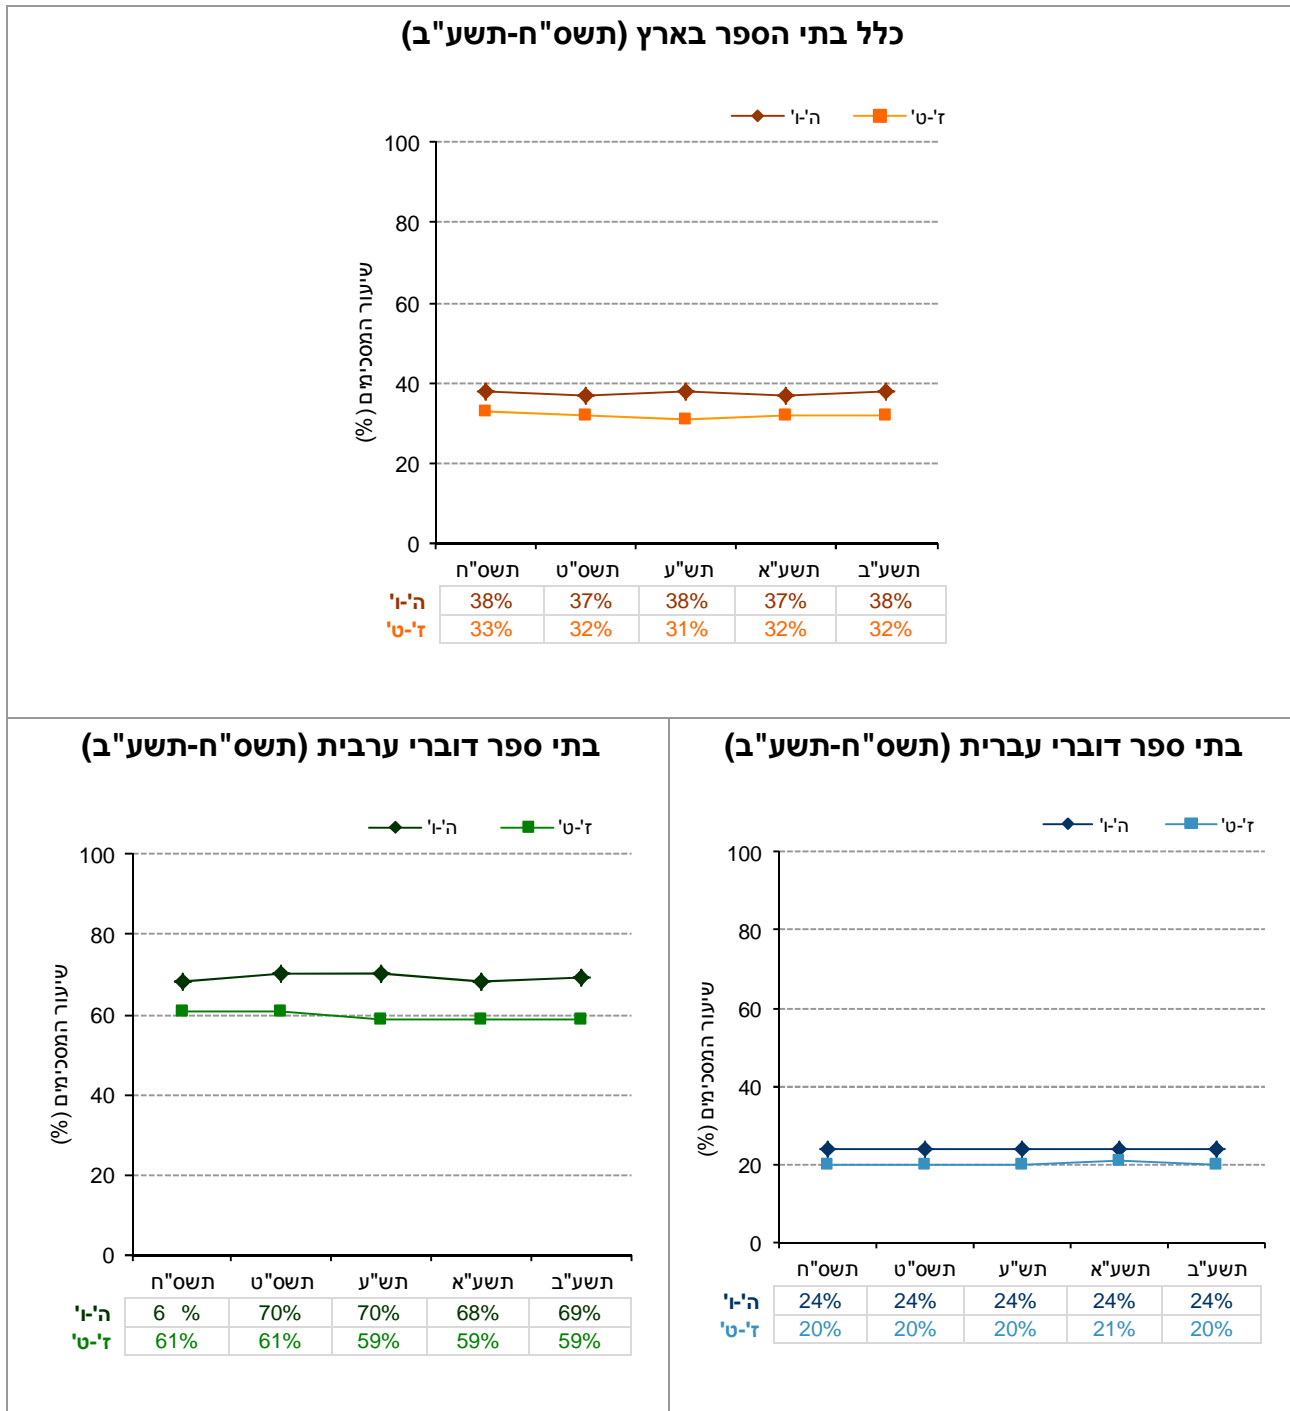 כלל בתי הספר בארץ (תשס"ח-תשע"ב)
ה'-ו' ז'-ט'
שיעור המסכימים (%)
100
80
60
40
20
0
תשס"ח תשס"ט תש"ע תשע"א תשע"ב
ה'-ו' 38% 37% 38% 37% 38%
ז'-ט' 33% 32% 31% 32% 32%
בתי ספר דוברי עברית (תשס"ח-תשע"ב)
ה'-ו' ז'-ט'
שיעור המסכימים (%)
100
80
60
40
20
0
תשס"ח תשס"ט תש"ע תשע"א תשע"ב
ה'-ו' 24% 24% 24% 24% 24%
ז'-ט' 20% 20% 20% 21% 20%
בתי ספר דוברי ערבית (תשס"ח-תשע"ב)
ה'-ו' ז'-ט'
שיעור המסכימים (%)
100
80
60
40
20
0
תשס"ח תשס"ט תש"ע תשע"א תשע"ב
ה'-ו' 6 % 70% 70% 68% 69%
ז'-ט' 61% 61% 59% 59% 59%